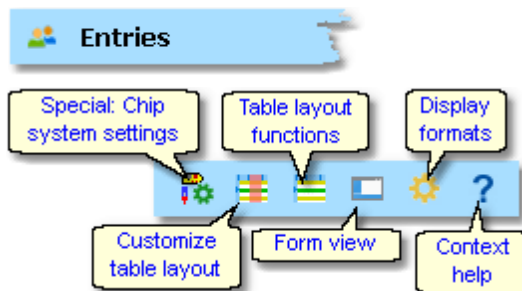 Entries
Special: Chip
system settings
Table layout
functions
Display
formats
?
Customize
table layout
Form view
Context
help